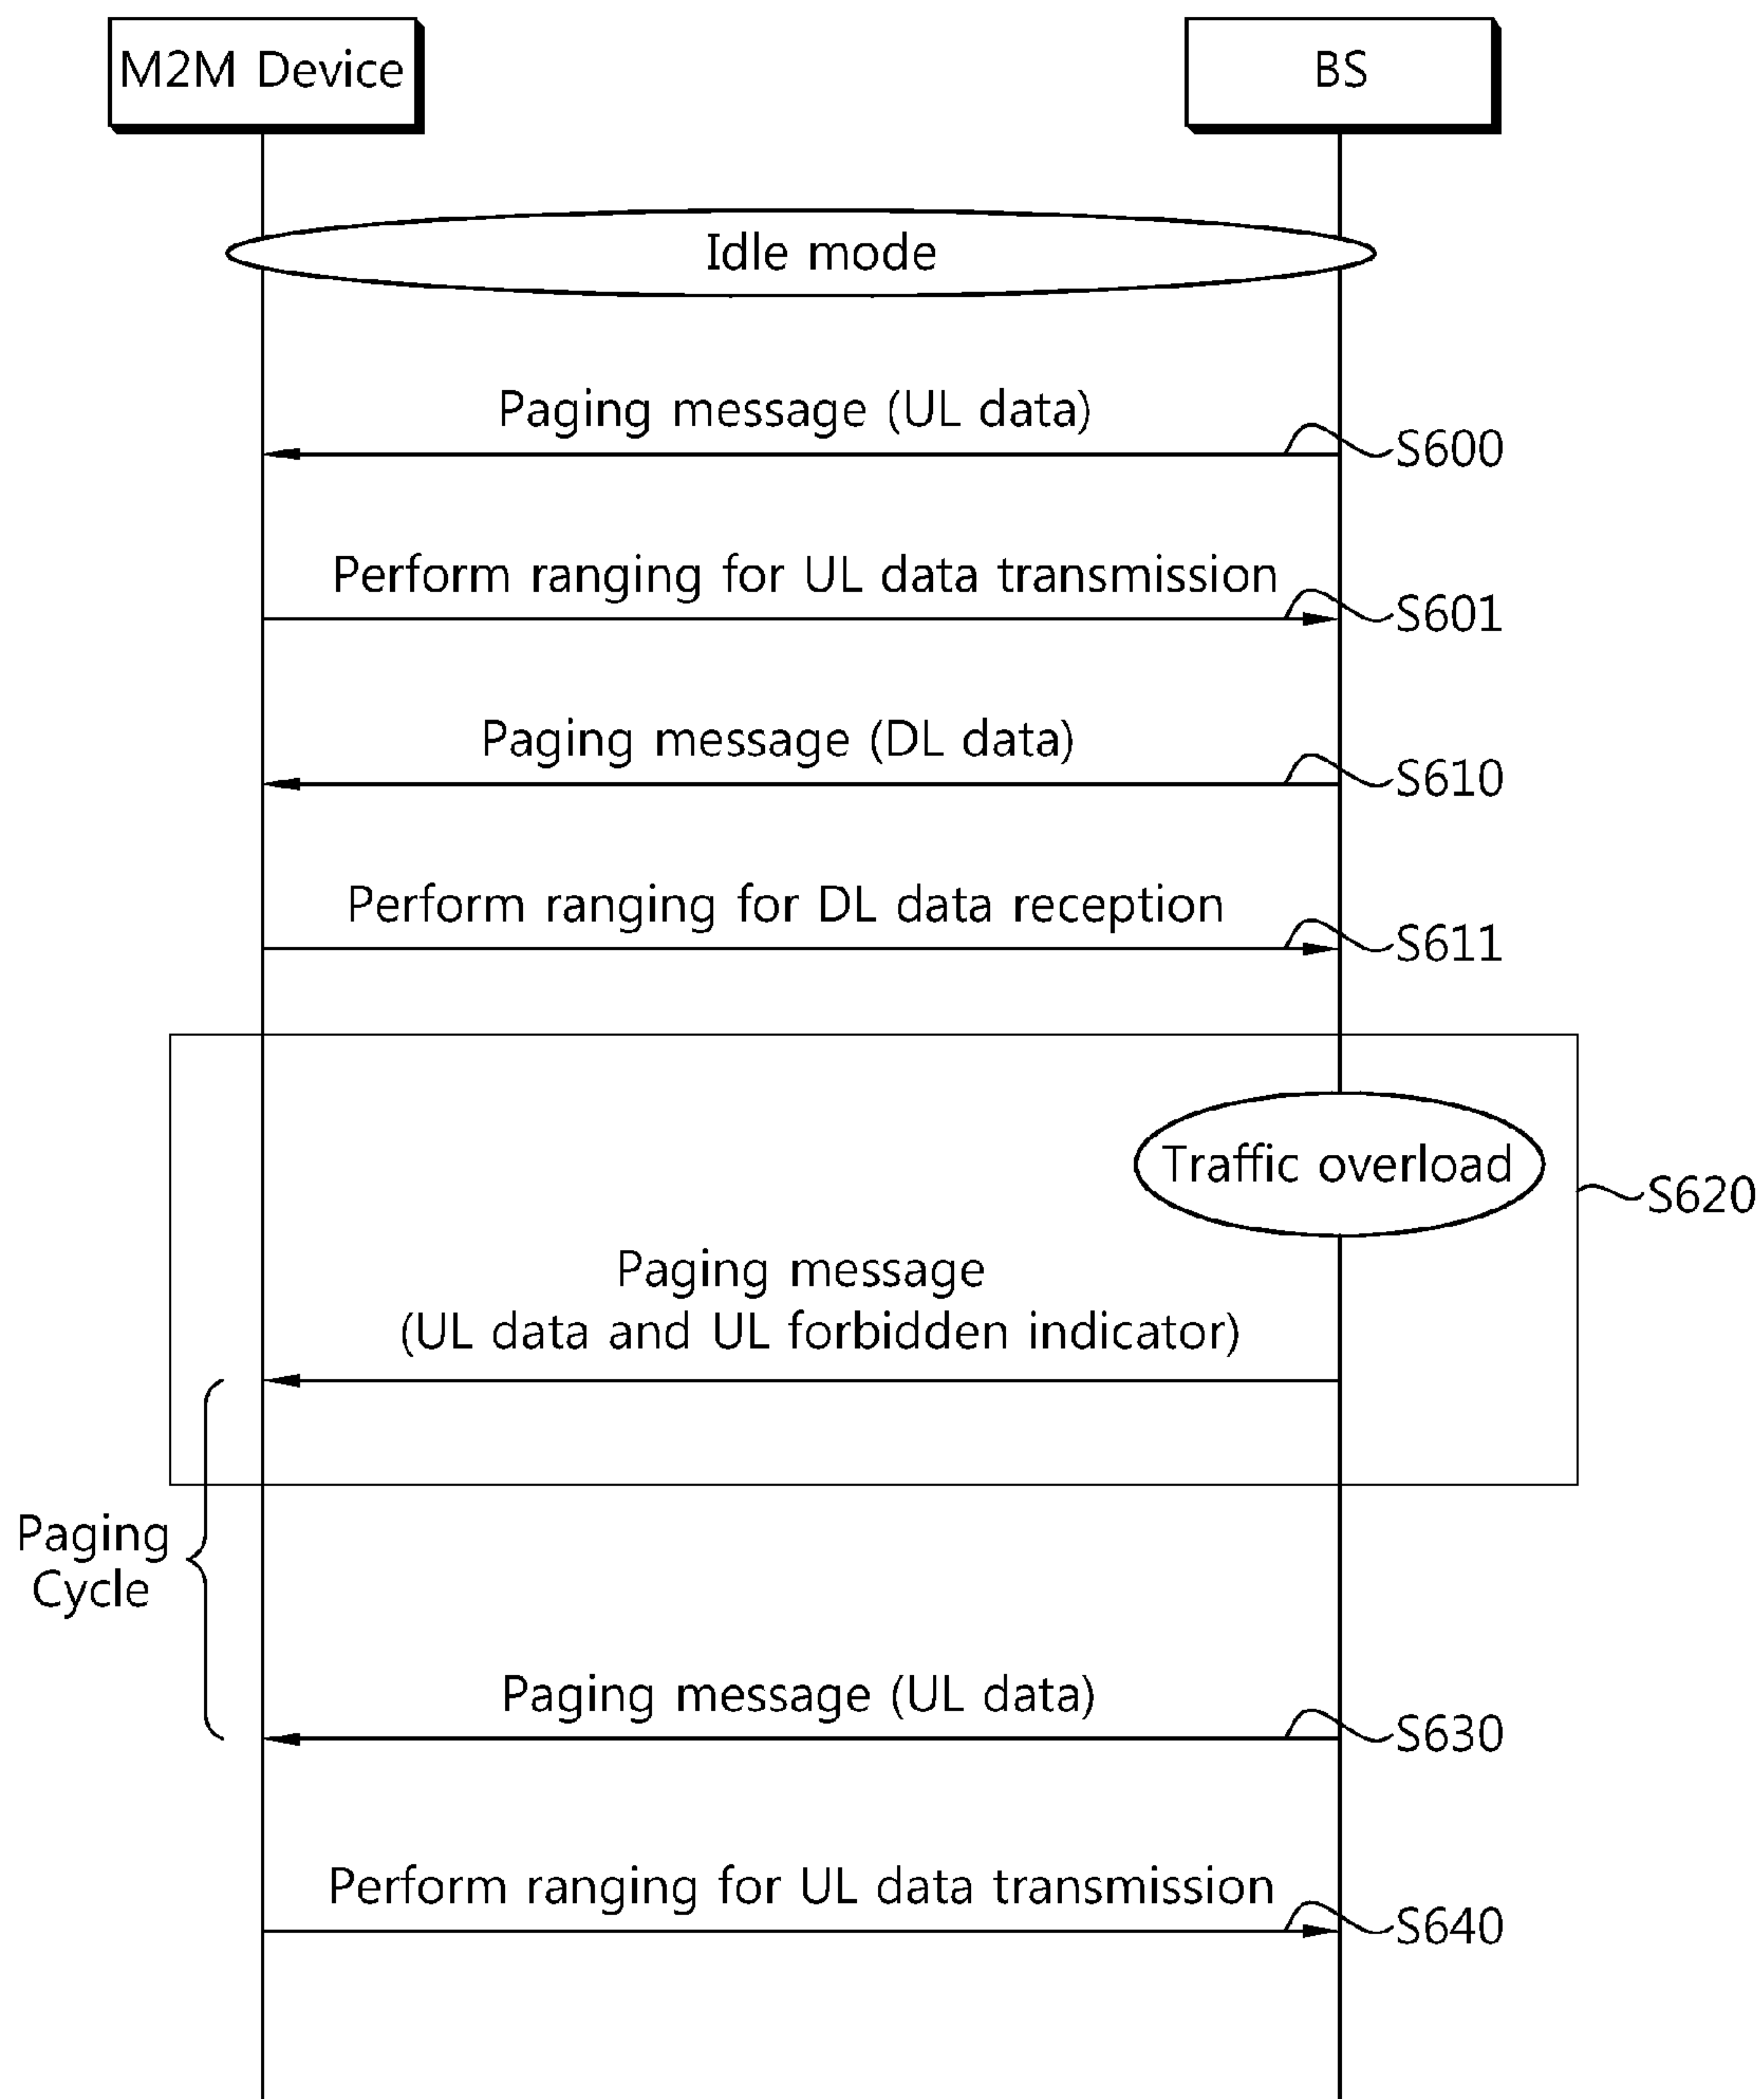 M2M Device
BS
Idle mode
Paging message (UL data)
S600
Perform ranging for UL data transmission
S601
Paging message (DL data)
S610
Perform ranging for DL data reception
S611
Traffic overload
S620
Paging message
(UL data and UL forbidden indicator)
Paging
Cycle
Paging message (UL data)
S630
Perform ranging for UL data transmission
S640